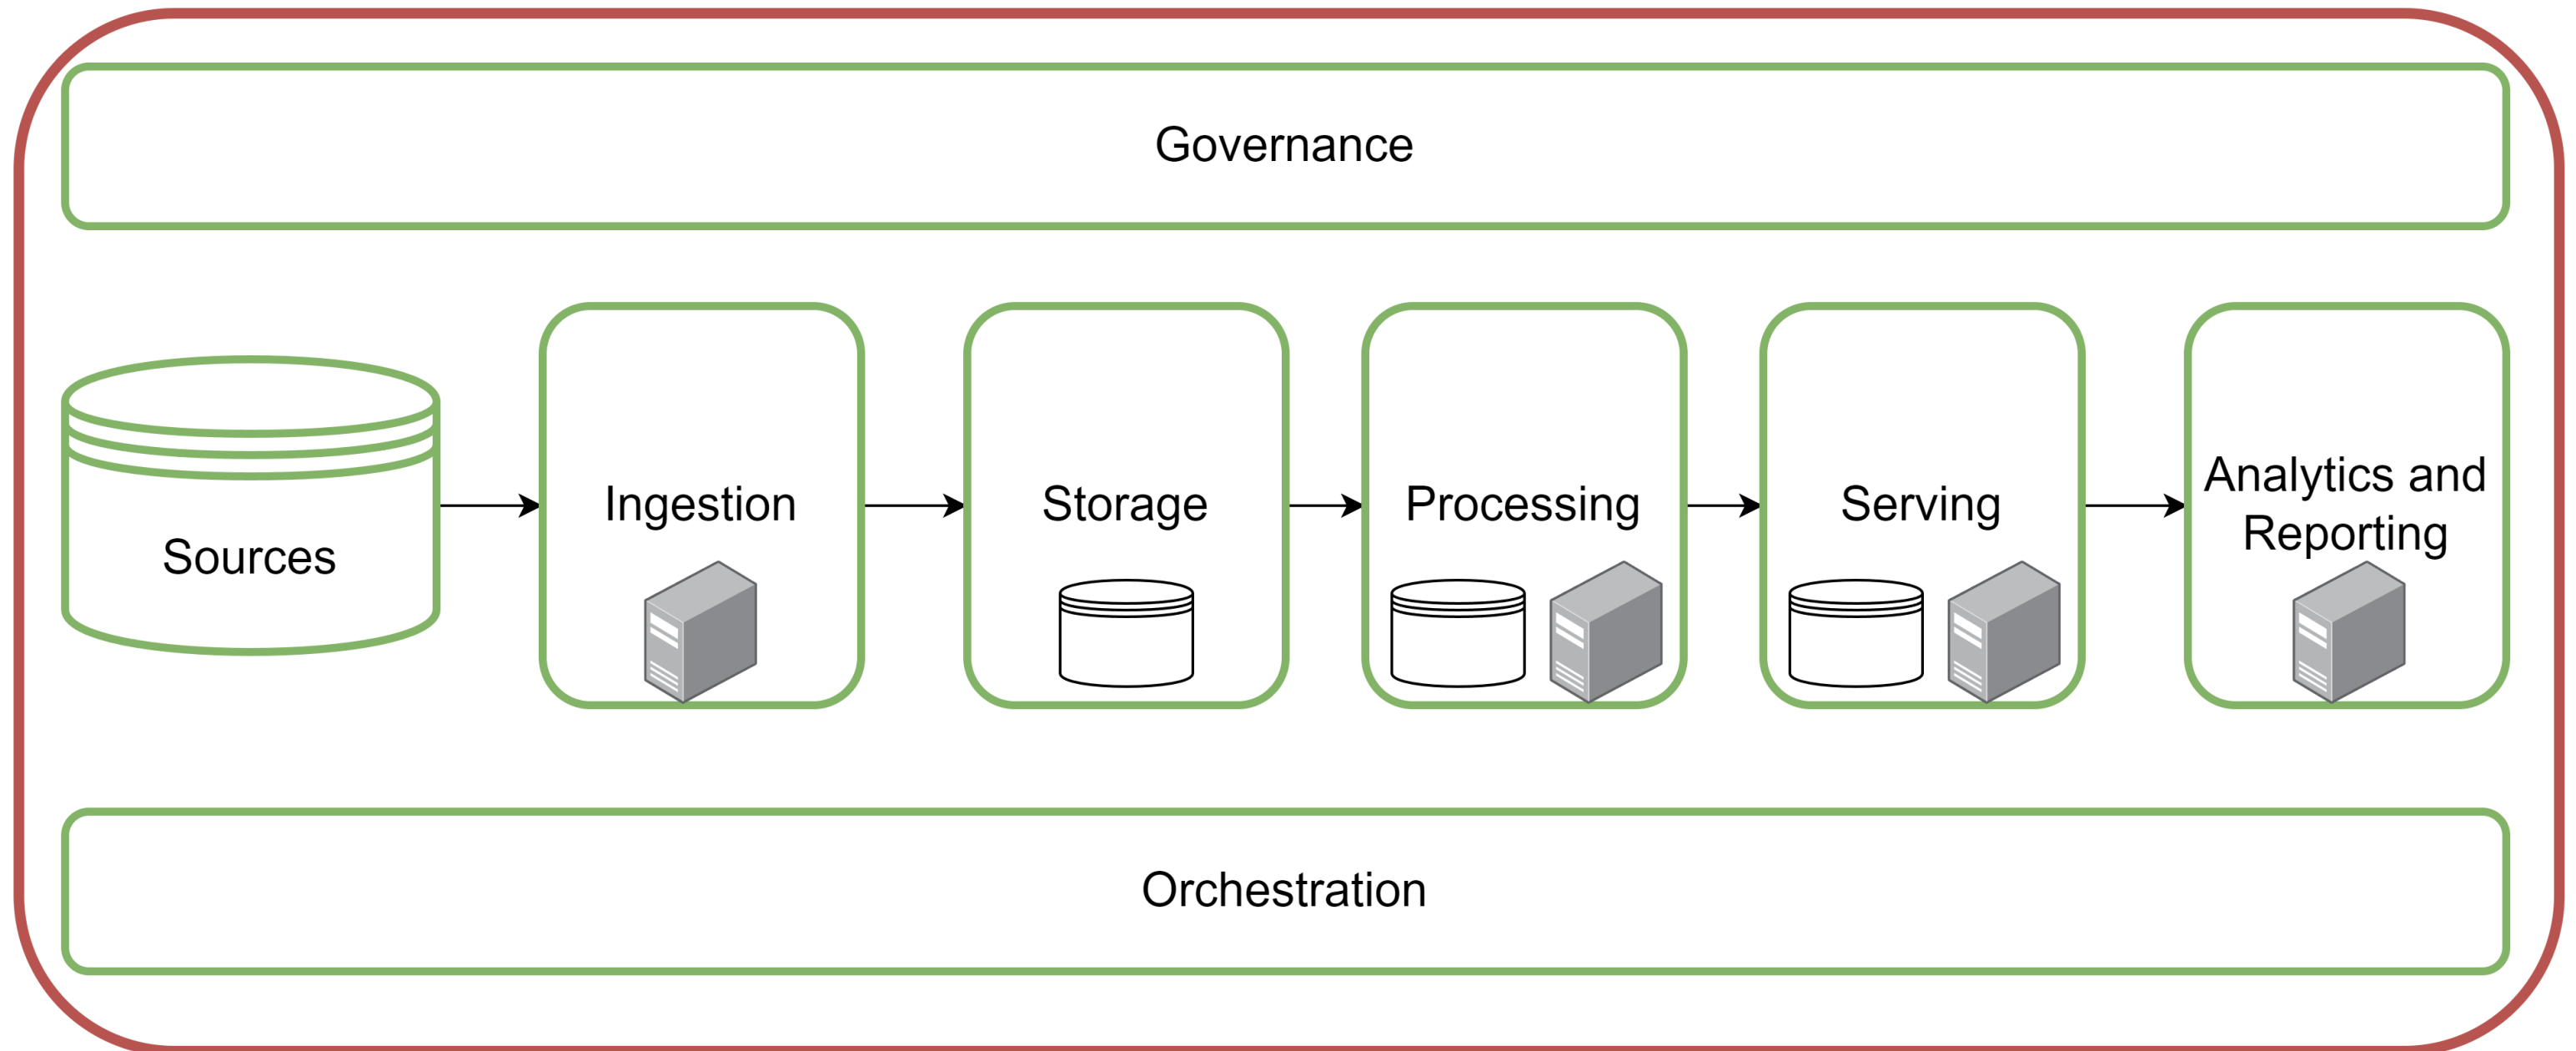 Governance
Sources
Ingestion
Storage
Processing
Serving
Analytics and
Reporting
Orchestration